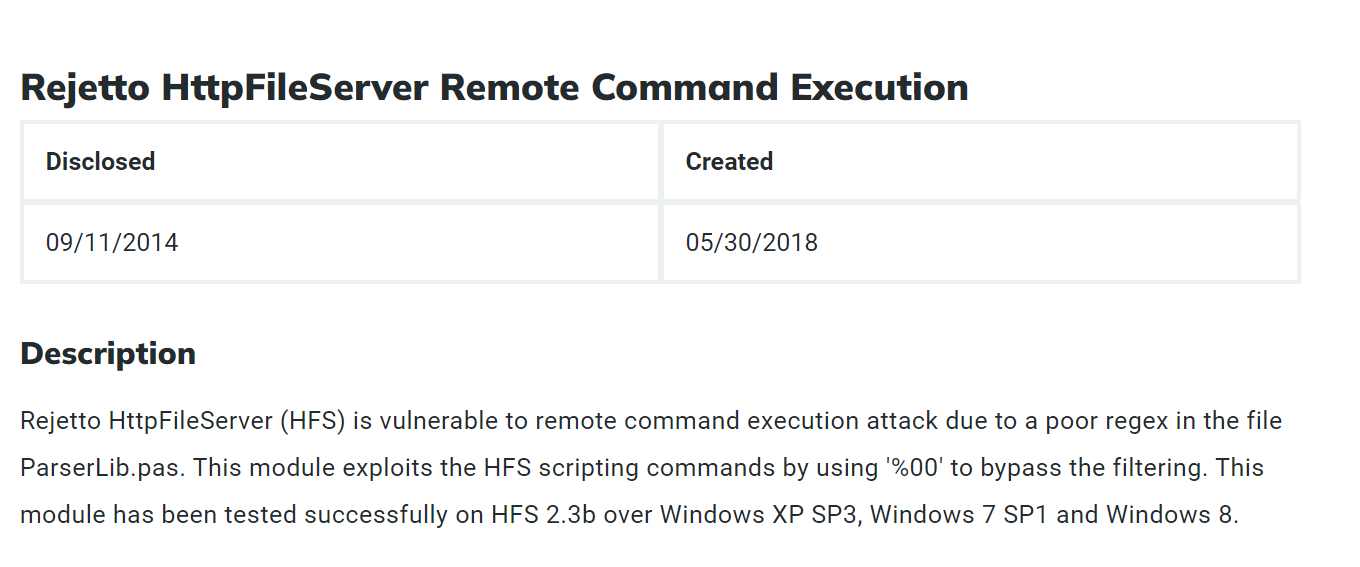 Rejetto HttpFileServer Remote Command Execution
Disclosed Created
09/11/2014 05/30/2018
Description
Rejetto HttpFileServer (HFS) is vulnerable to remote command execution attack due to a poor regex in the file
ParserLib.pas. This module exploits the HFS scripting commands by using '%00' to bypass the filtering. This
module has been tested successfully on HFS 2.3b over Windows XP SP3, Windows 7 SP1 and Windows 8.